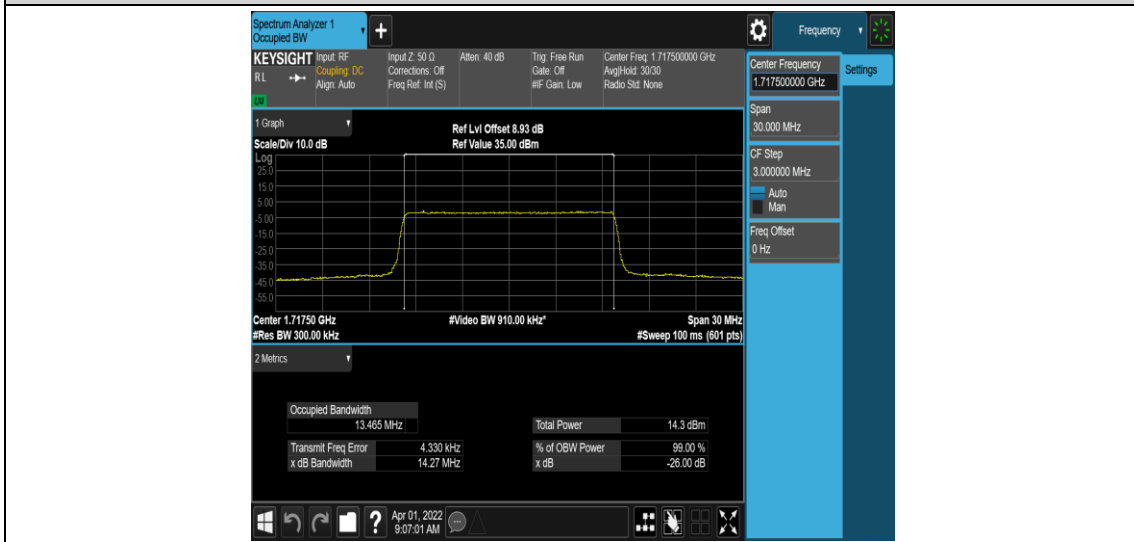 Spectrum Analyzer 1
Occupied BW
+
Frequency
KEYSIGHT
RL
LXI
Input: RF
Coupling: DC
Align: Auto
Input Z: 50 Ω
Corrections: Off
Freq Ref: Int (S)
Atten: 40 dB
Trig: Free Run
Gate: Off
#IF Gain: Low
Center Freq: 1.717500000 GHz
Avg|Hold: 30/30
Radio Std: None
Center Frequency
1.717500000 GHz
Settings
Span
30.000 MHz
CF Step
3.000000 MHz
Auto
Man
Freq Offset
0 Hz
1 Graph
Ref Lvl Offset 8.93 dB
Scale/Div 10.0 dB
Ref Value 35.00 dBm
Log
25.0
15.0
5.00
-5.00
-15.0
-25.0
-35.0
-45.0
-55.0
Center 1.71750 GHz
#Video BW 910.00 kHz*
Span 30 MHz
#Res BW 300.00 kHz
#Sweep 100 ms (601 pts)
2 Metrics
Occupied Bandwidth
13.465 MHz
Total Power 14.3 dBm
Transmit Freq Error 4.330 kHz
% of OBW Power 99.00 %
x dB Bandwidth 14.27 MHz
x dB -26.00 dB
?
Apr 01, 2022
9:07:01 AM